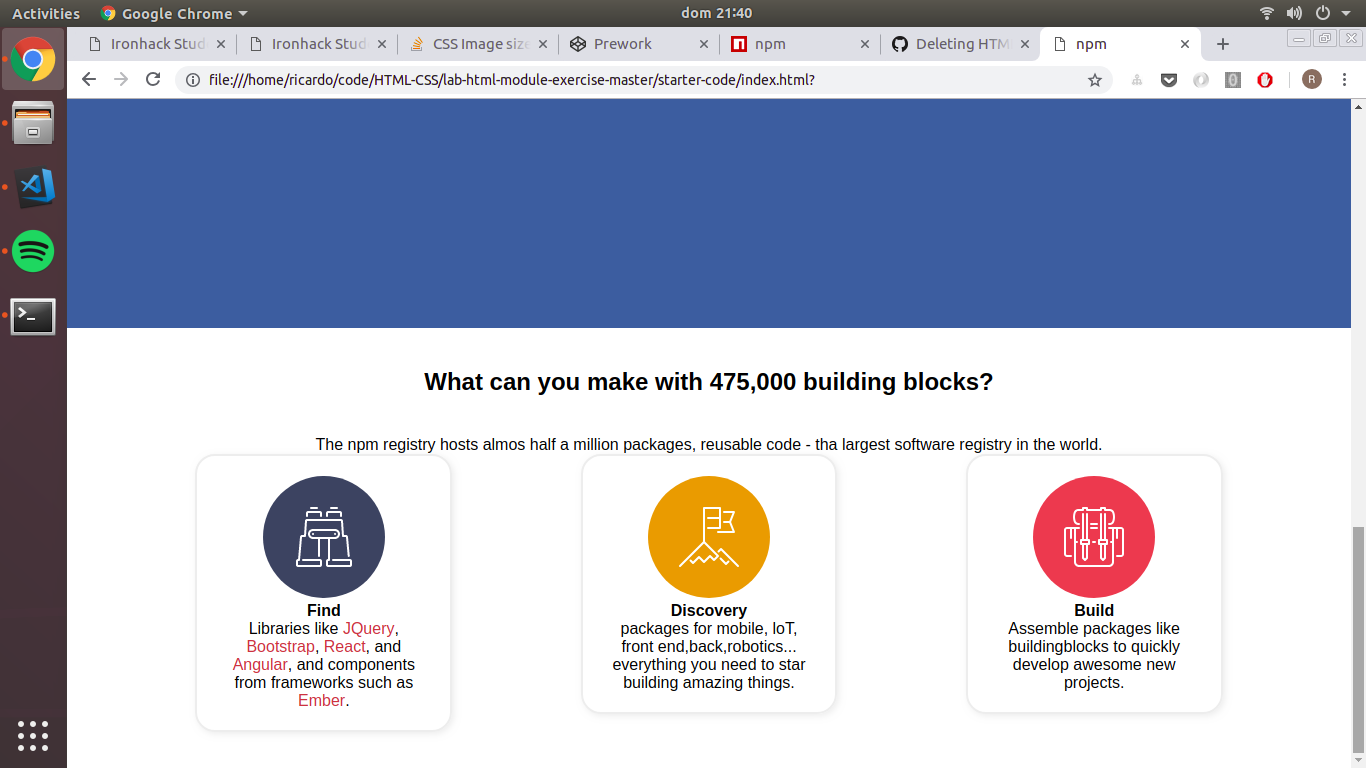 Activities Google Chrome dom 21:40
Ironhack Stud Ironhack Stud CSS Image size Prework npm Deleting HTM npm
file:///home/ricardo/code/HTML-CSS/lab-html-module-exercise-master/starter-code/index.html? R
What can you make with 475,000 building blocks?
The npm registry hosts almos half a million packages, reusable code - tha largest software registry in the world.
Find
Libraries like JQuery,
Bootstrap, React, and
Angular, and components
from frameworks such as
Ember.
Discovery
packages for mobile, IoT,
front end,back,robotics...
everything you need to star
building amazing things.
Build
Assemble packages like
buildingblocks to quickly
develop awesome new
projects.